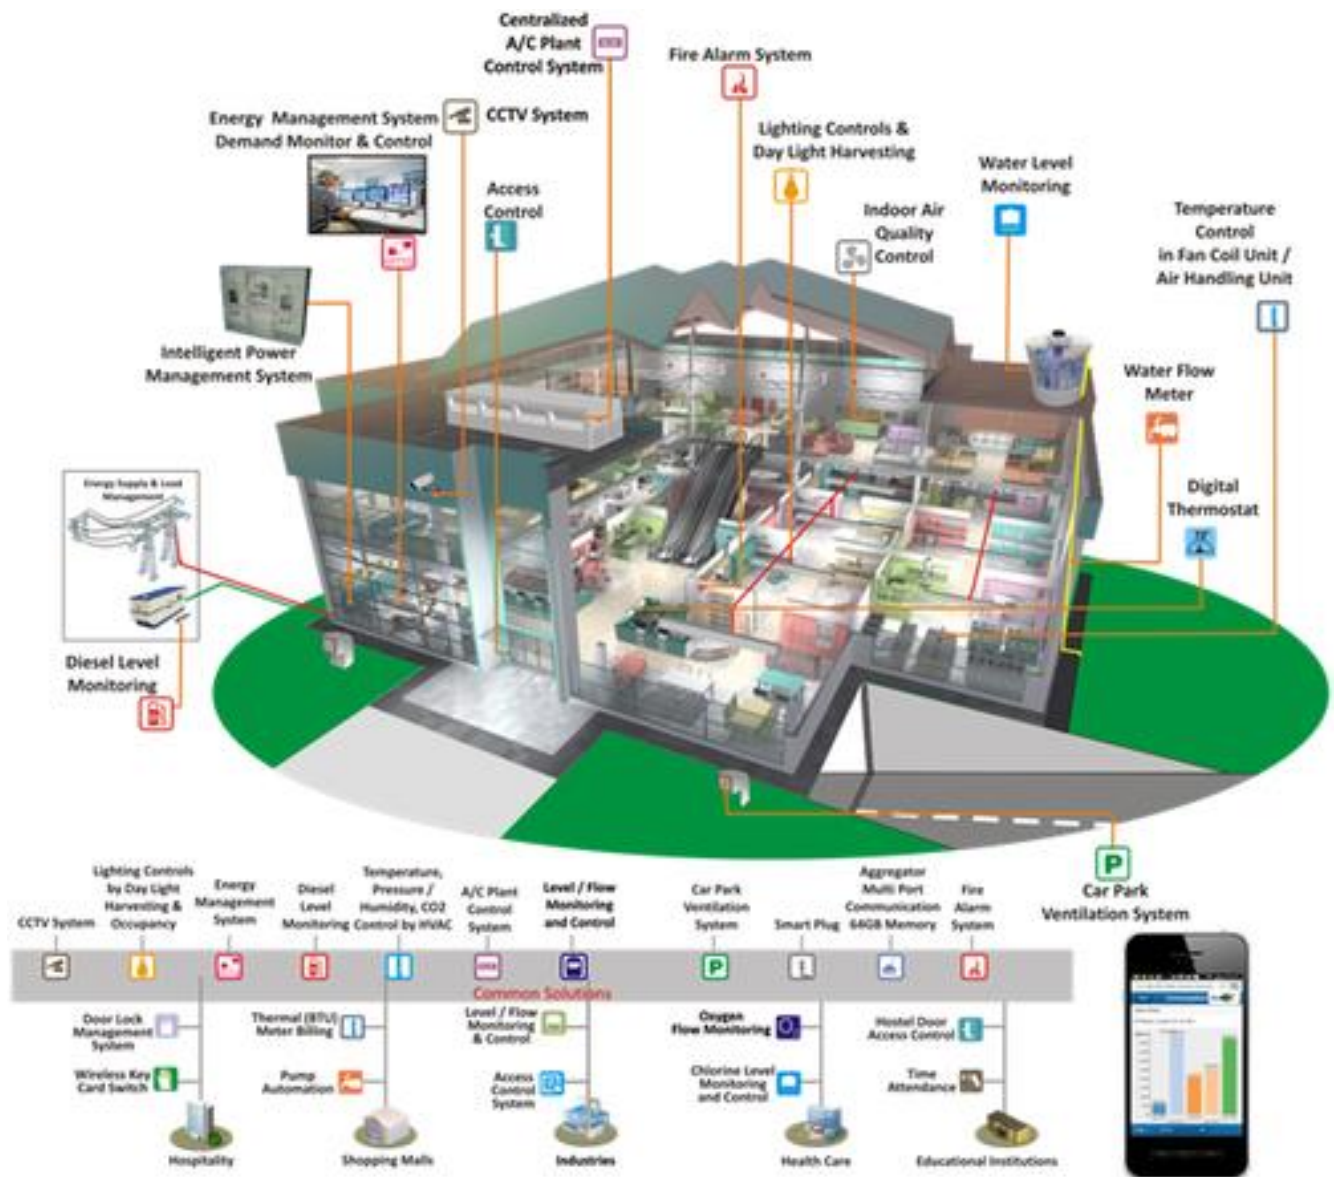 Centralized
A/C Plant
Control System
Fire Alarm System
Energy Management System
Demand Monitor & Control
CCTV System
Lighting Controls &
Day Light Harvesting
Water Level
Monitoring
Access
Control
Indoor Air
Quality
Control
Temperature
Control
in Fan Coil Unit /
Air Handling Unit
Intelligent Power
Management System
Water Flow
Meter
Energy Supply & Load
Management
Digital
Thermostat
Diesel Level
Monitoring
P
Car Park
Ventilation System
CCTV System
Lighting Controls
by Day Light
Harvesting &
Occupancy
Energy
Management
System
Diesel
Level
Monitoring
Temperature,
Pressure /
Humidity, CO2
Control by HVAC
A/C Plant
Control
System
Level / Flow
Monitoring
and Control
Car Park
Ventilation
System
Smart Plug
Aggregator
Multi Port
Communication
64GB Memory
Fire
Alarm
System
P
Common Solutions
Door Lock
Management
System
Wireless Key
Card Switch
Hospitality
Thermal (BTU)
Meter Billing
Pump
Automation
Shopping Malls
Level / Flow
Monitoring
& Control
Access
Control
System
Industries
Oxygen
Flow Monitoring
Chlorine Level
Monitoring
and Control
Health Care
Hostel Door
Access Control
Time
Attendance
Educational Institutions